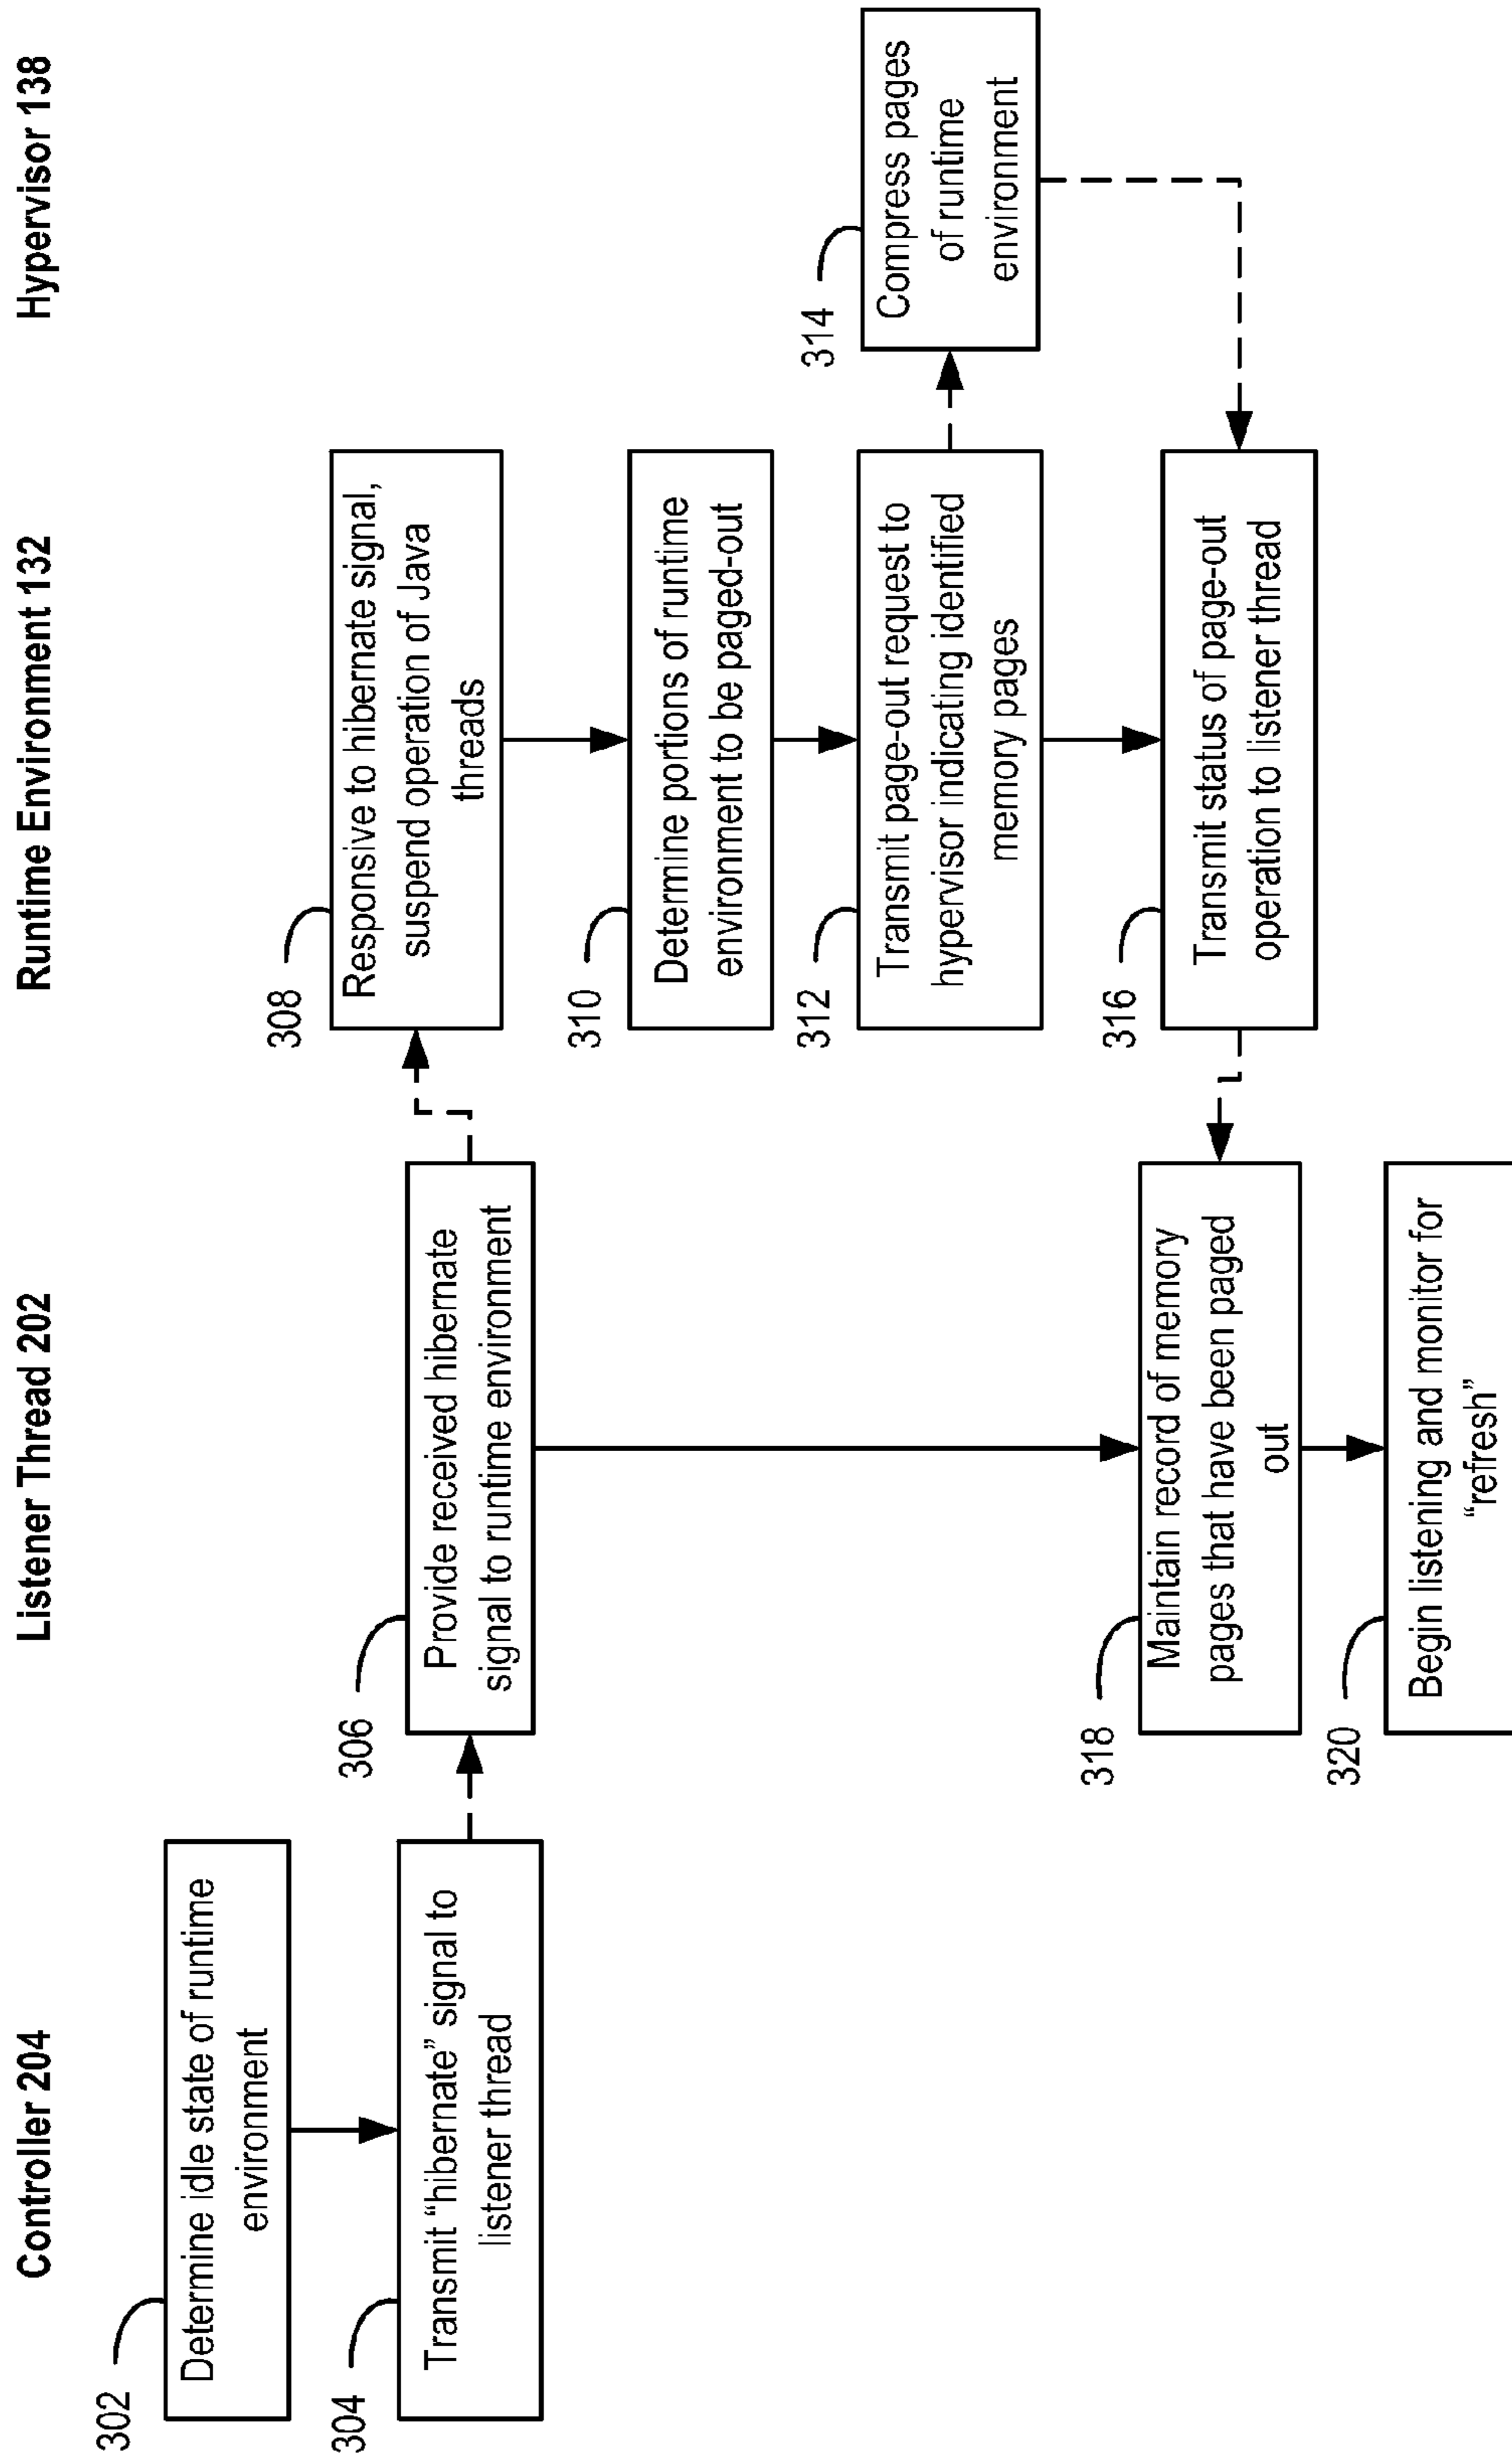 Controller 204
Listener Thread 202
Runtime Environment 132
Hypervisor 138
302
Determine idle state of runtime
environment
304
Transmit “hibernate” signal to
listener thread
306
Provide received hibernate
signal to runtime environment
308
Responsive to hibernate signal,
suspend operation of Java
threads
310
Determine portions of runtime
environment to be paged-out
312
Transmit page-out request to
hypervisor indicating identified
memory pages
314
Compress pages
of runtime
environment
316
Transmit status of page-out
operation to listener thread
318
Maintain record of memory
pages that have been paged
out
320
Begin listening and monitor for
“refresh”